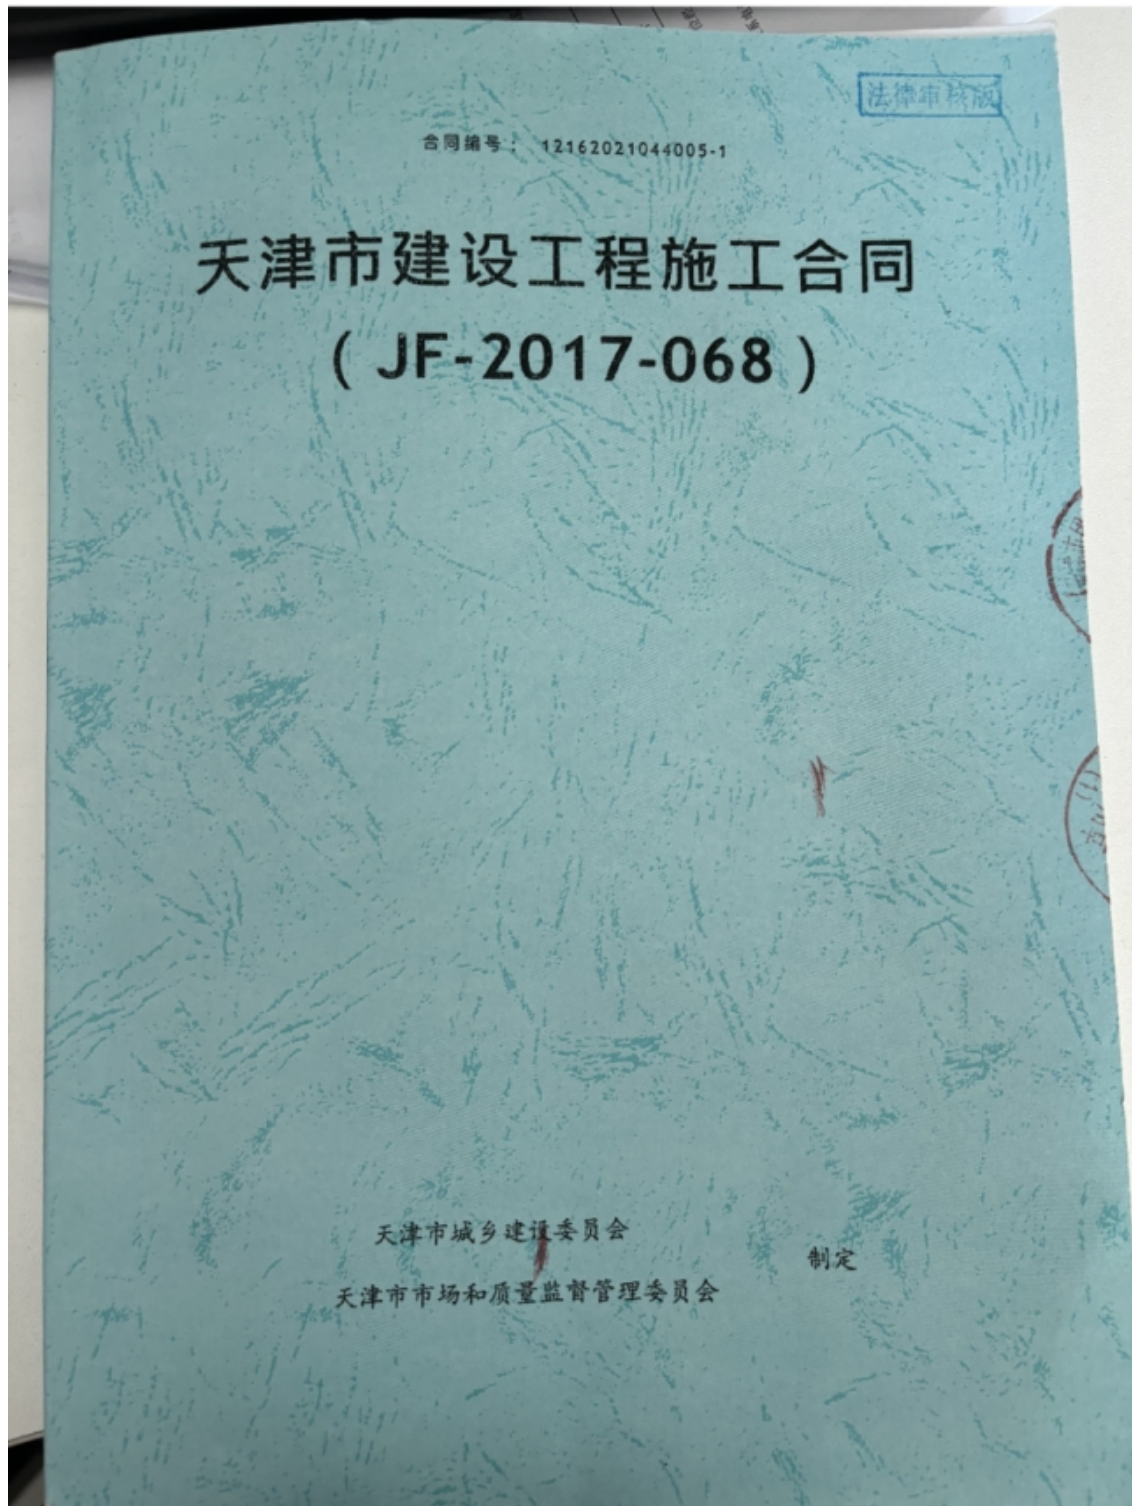 法律审核版
合同编号： 12162021044005-1
天津市建设工程施工合同
（JF-2017-068）
天津市城乡建设委员会
制定
天津市市场和质量监督管理委员会